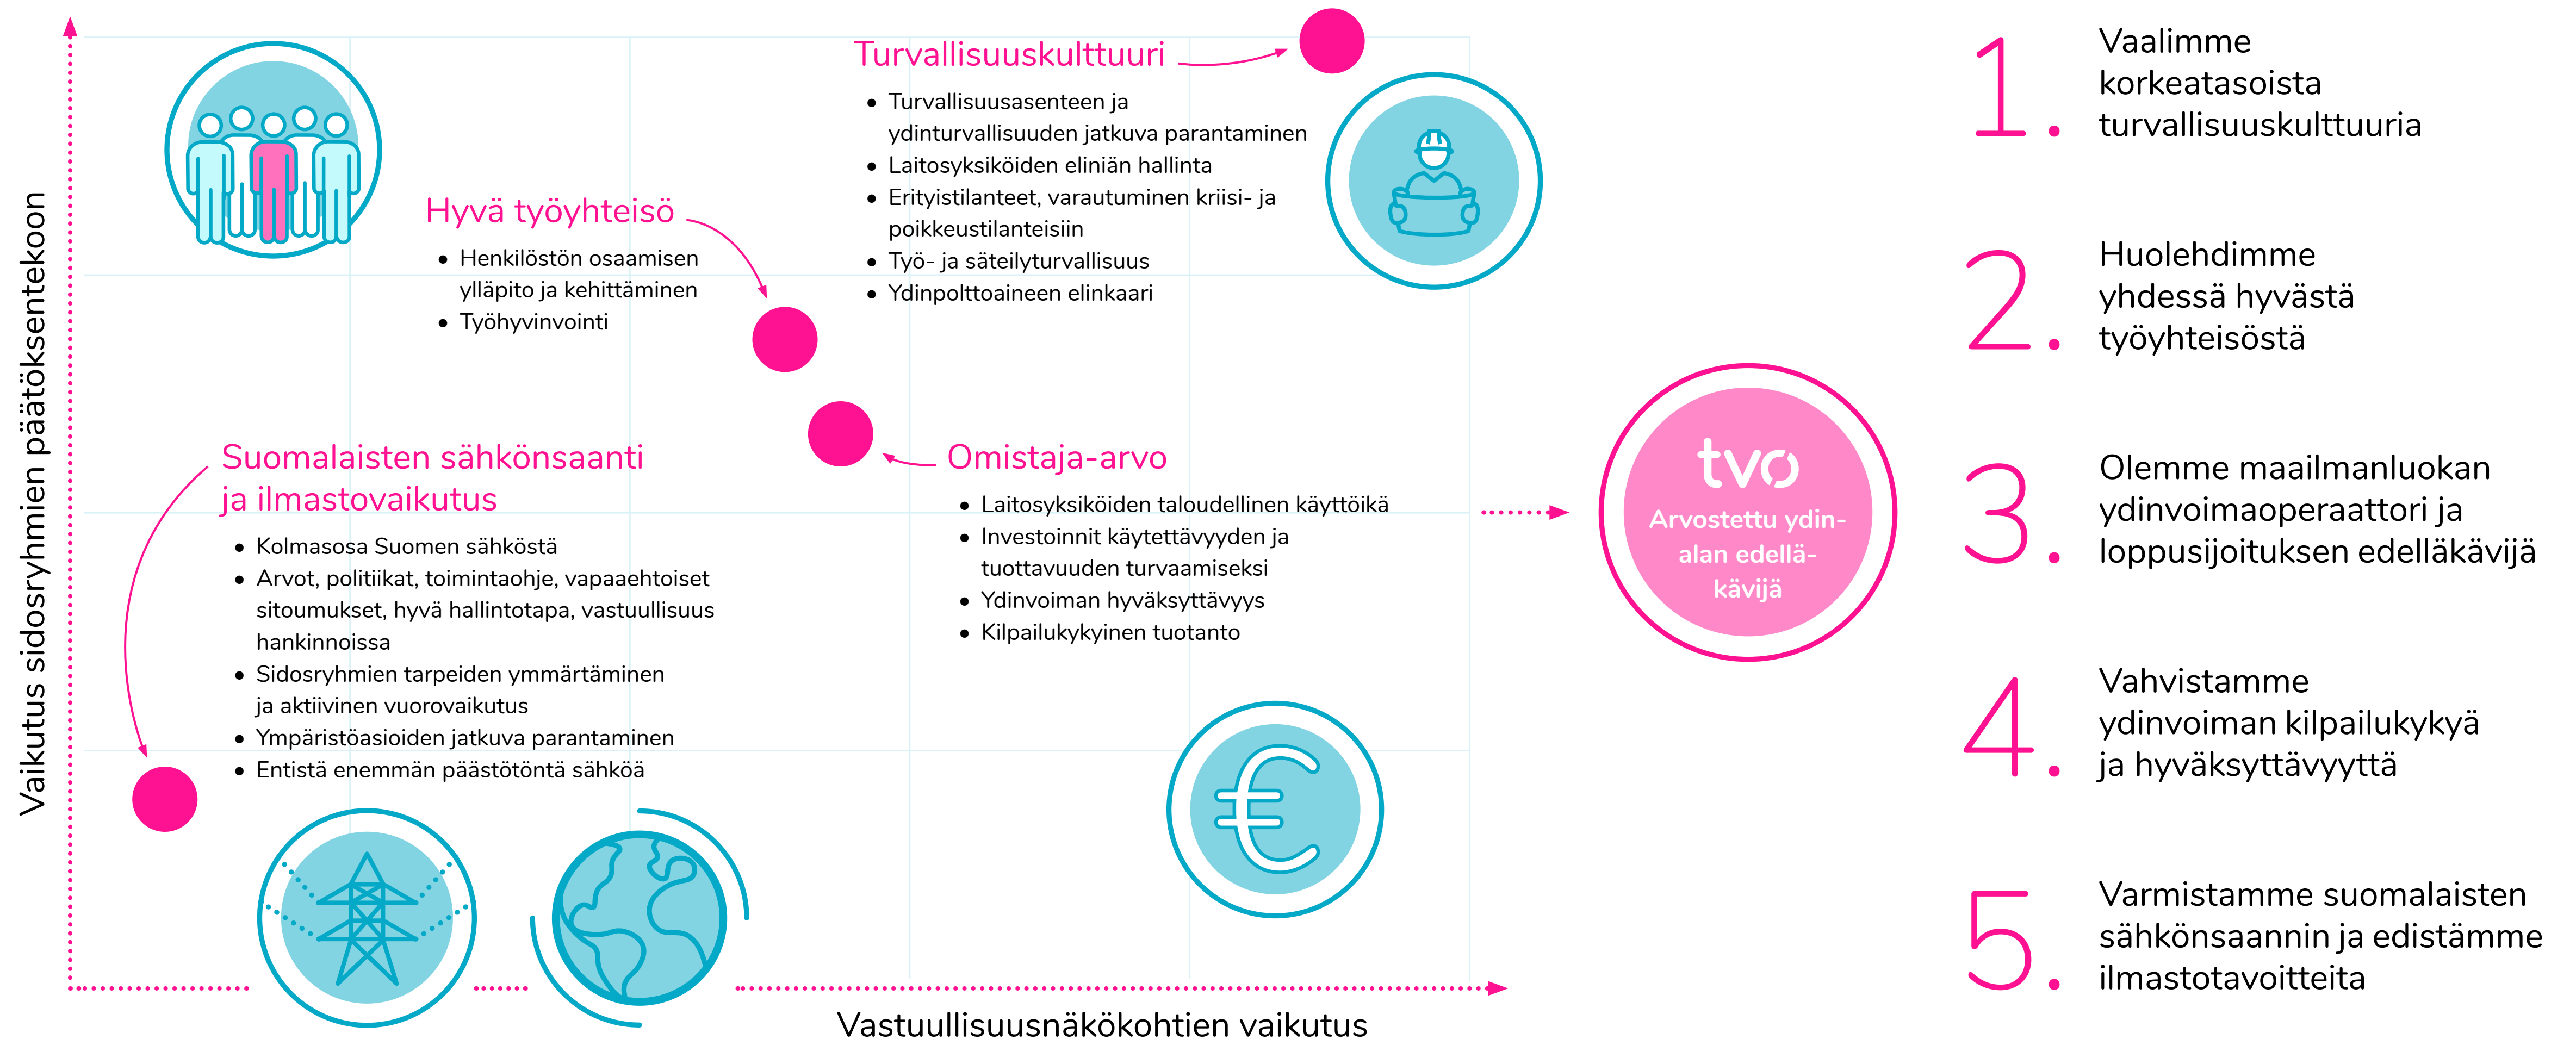 Vaikutus sidosryhmien päätöksentekoon
Turvallisuuskulttuuri
• Turvallisuusasenteen ja
ydinturvallisuuden jatkuva parantaminen
• Laitosyksiköiden eliniän hallinta
• Erityistilanteet, varautuminen kriisi- ja
poikkeustilanteisiin
• Työ- ja säteilyturvallisuus
• Ydinpolttoaineen elinkaari
Hyvä työyhteisö
• Henkilöstön osaamisen
ylläpito ja kehittäminen
• Työhyvinvointi
Suomalaisten sähkönsaanti
ja ilmastovaikutus
• Kolmasosa Suomen sähköstä
• Arvot, politiikat, toimintaohje, vapaaehtoiset
sitoumukset, hyvä hallintotapa, vastuullisuus
hankinnoissa
• Sidosryhmien tarpeiden ymmärtäminen
ja aktiivinen vuorovaikutus
• Ympäristöasioiden jatkuva parantaminen
• Entistä enemmän päästötöntä sähköä
Omistaja-arvo
• Laitosyksiköiden taloudellinen käyttöikä
• Investoinnit käytettävyyden ja
tuottavuuden turvaamiseksi
• Ydinvoiman hyväksyttävyys
• Kilpailukykyinen tuotanto
€
Vastuullisuusnäkökohtien vaikutus
tvo
Arvostettu ydin-
alan edellä-
kävijä
1.
Vaalimme
korkeatasoista
turvallisuuskulttuuria
2.
Huolehdimme
yhdessä hyvästä
työyhteisöstä
3.
Olemme maailmanluokan
ydinvoimaoperaattori ja
loppusijoituksen edelläkävijä
4.
Vahvistamme
ydinvoiman kilpailukykyä
ja hyväksyttävyyttä
5.
Varmistamme suomalaisten
sähkönsaannin ja edistämme
ilmastotavoitteita